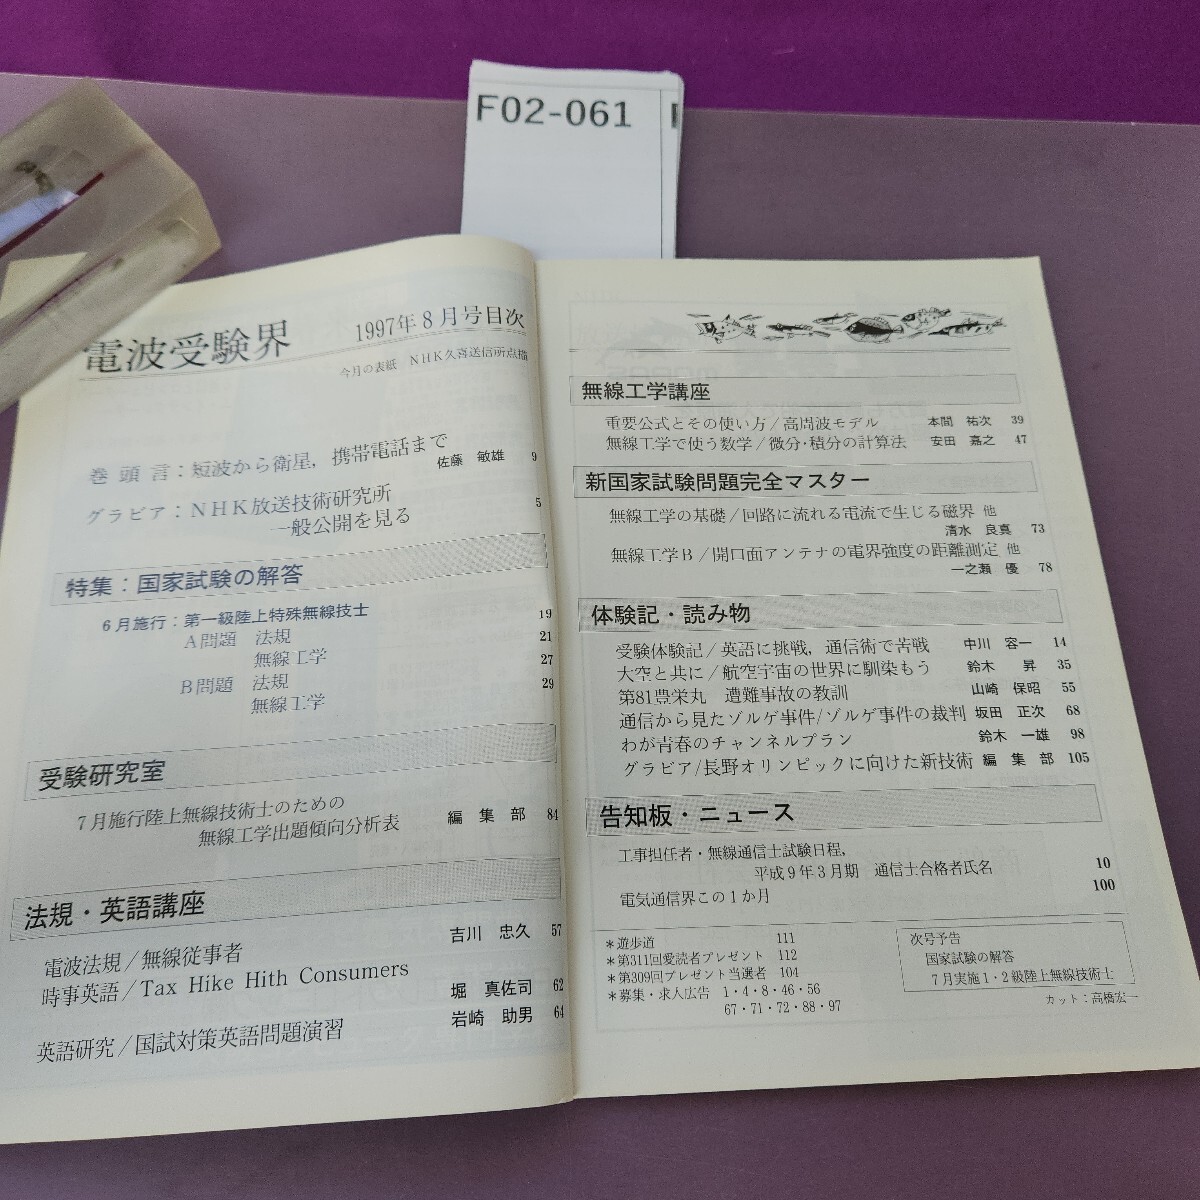 F02-061
電波受験界
1997年8月号目次
今月の表紙 NHK久喜送信所点描
巻頭言：短波から衛星，携帯電話まで
佐藤 敏雄 9
グラビア：NHK放送技術研究所
一般公開を見る 5
特集：国家試験の解答
6月施行：第一級陸上特殊無線技士 19
A問題 法規 21
無線工学 27
B問題 法規 29
無線工学
受験研究室
7月施行陸上無線技術士のための
無線工学出題傾向分析表 編集部 84
法規・英語講座
電波法規/無線従事者 吉川 忠久 57
時事英語/Tax Hike Hith Consumers
堀 真佐司 62
英語研究/国試対策英語問題演習 岩崎 助男 64
無線工学講座
重要公式とその使い方/高周波モデル 本間 祐次 39
無線工学で使う数学/微分・積分の計算法 安田 嘉之 47
新国家試験問題完全マスター
無線工学の基礎/回路に流れる電流で生じる磁界 他
清水 良真 73
無線工学B/開口面アンテナの電界強度の距離測定 他
一之瀬 優 78
体験記・読み物
受験体験記/英語に挑戦，通信術で苦戦 中川 容一 14
大空と共に/航空宇宙の世界に馴染もう 鈴木 昇 35
第81豊栄丸 遭難事故の教訓 山崎 保昭 55
通信から見たゾルゲ事件/ゾルゲ事件の裁判 坂田 正次 68
わが青春のチャンネルプラン 鈴木 一雄 98
グラビア/長野オリンピックに向けた新技術 編集部 105
告知板・ニュース
工事担任者・無線通信士試験日程，
平成9年3月期 通信士合格者氏名 10
電気通信界この1か月 100
＊遊歩道 111
＊第311回愛読者プレゼント 112
＊第309回プレゼント当選者 104
＊募集・求人広告 1・4・8・46・56
67・71・72・88・97
次号予告
国家試験の解答
7月実施1・2級陸上無線技術士
カット：高橋宏一